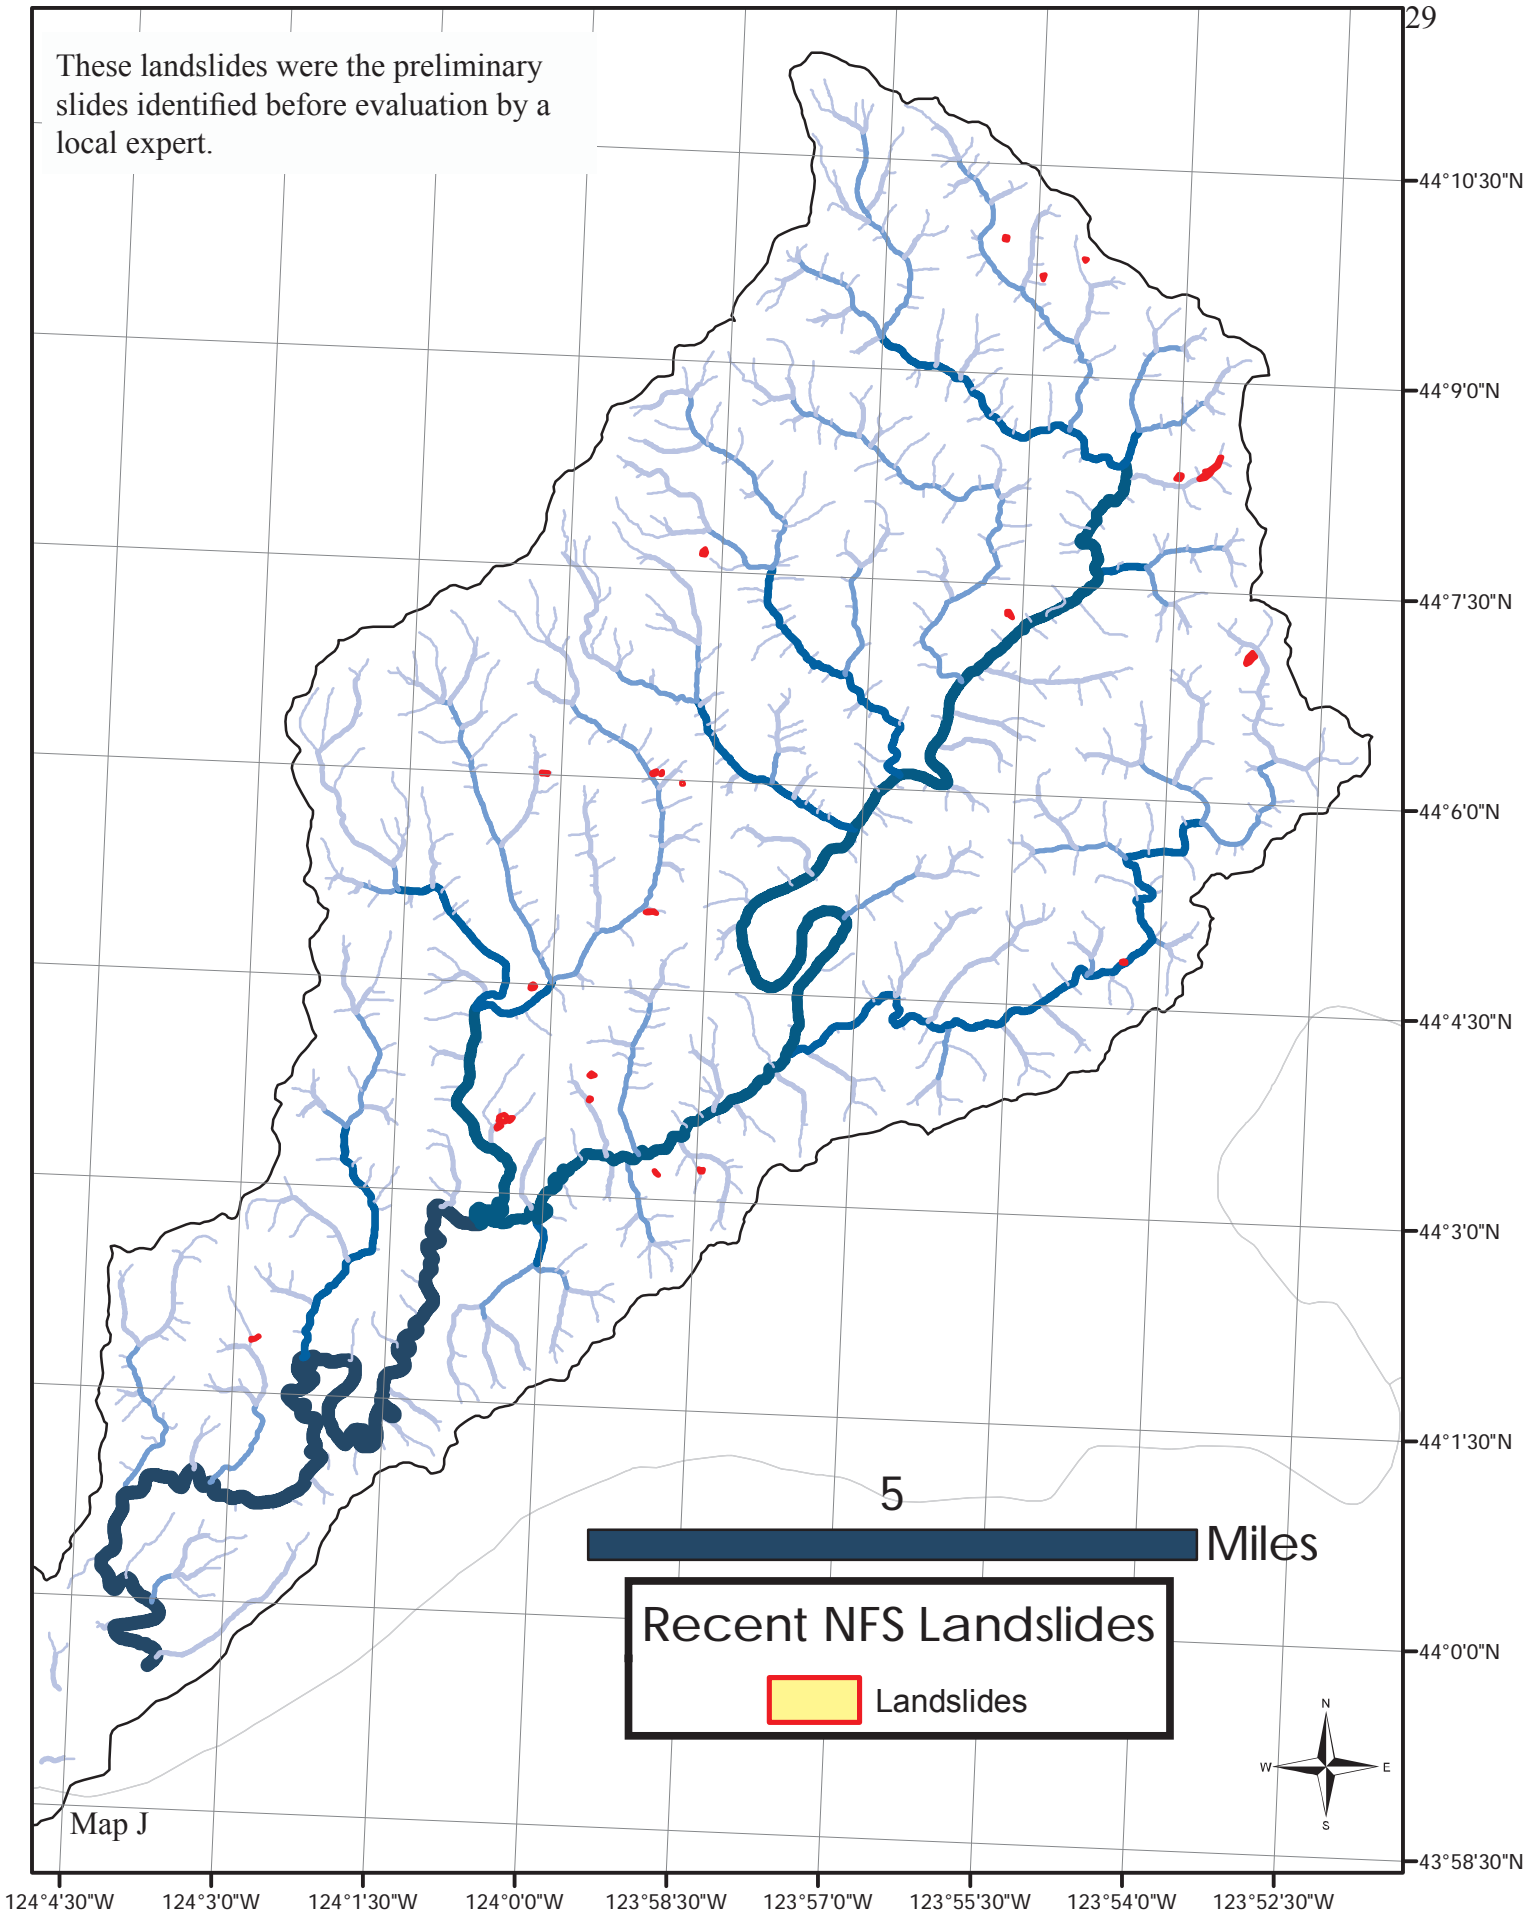 29
These landslides were the preliminary
slides identified before evaluation by a
local expert.
44°10'30"N
44°9'0"N
44°7'30"N
44°6'0"N
44°4'30"N
44°3'0"N
44°1'30"N
5
Miles
Recent NFS Landslides
Landslides
44°0'0"N
N
W
E
S
Map J
43°58'30"N
124°4'30"W
124°3'0"W
124°1'30"W
124°0'0"W
123°58'30"W
123°57'0"W
123°55'30"W
123°54'0"W
123°52'30"W